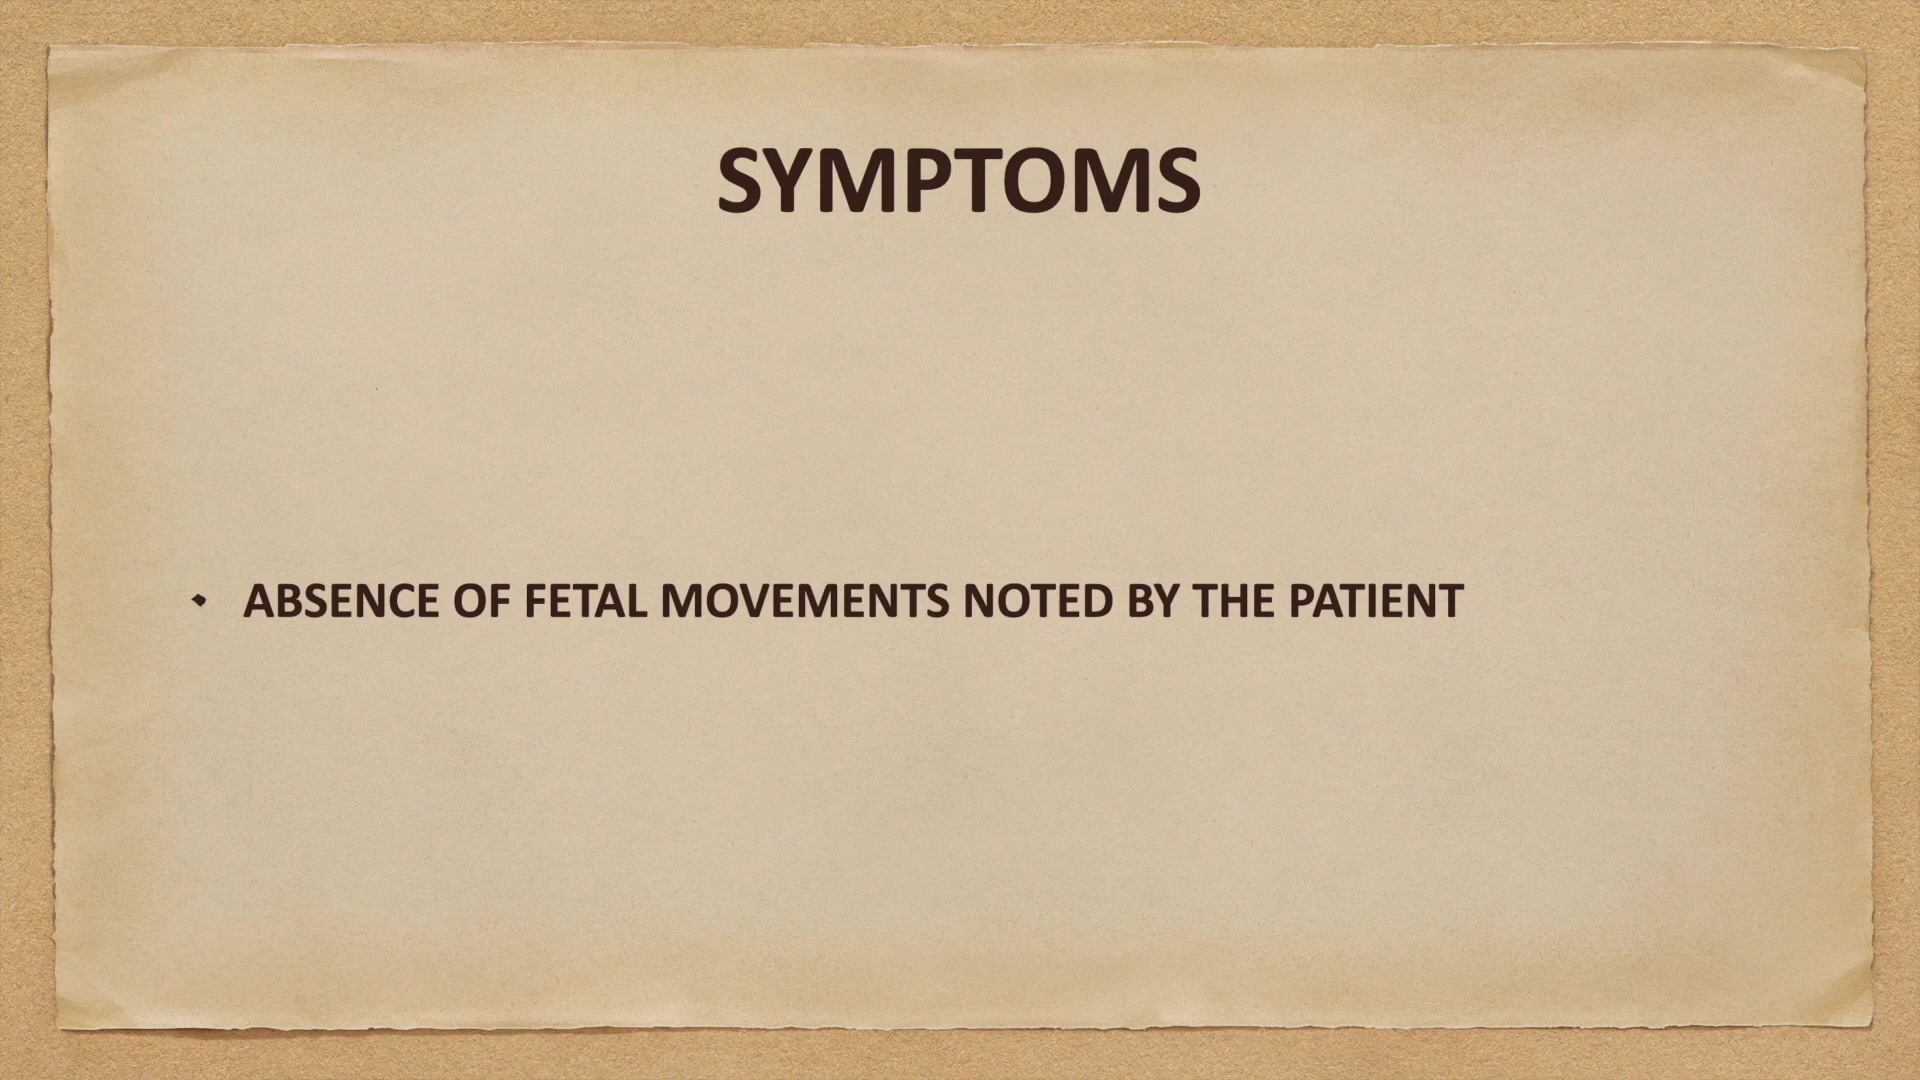 SYMPTOMS
• ABSENCE OF FETAL MOVEMENTS NOTED BY THE PATIENT